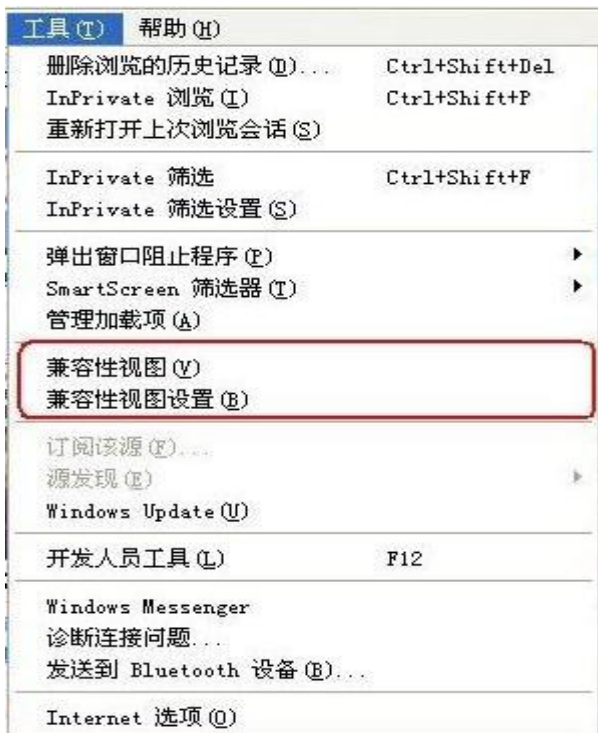 工具(T) 帮助(H)
删除浏览的历史记录(D)... Ctrl+Shift+Del
InPrivate 浏览(I) Ctrl+Shift+P
重新打开上次浏览会话(S)
InPrivate 筛选 Ctrl+Shift+F
InPrivate 筛选设置(S)
弹出窗口阻止程序(P)
SmartScreen 筛选器(T)
管理加载项(A)
兼容性视图(V)
兼容性视图设置(B)
订阅该源(F)...
源发现(E)
Windows Update(U)
开发人员工具(L) F12
Windows Messenger
诊断连接问题...
发送到 Bluetooth 设备(B)...
Internet 选项(O)